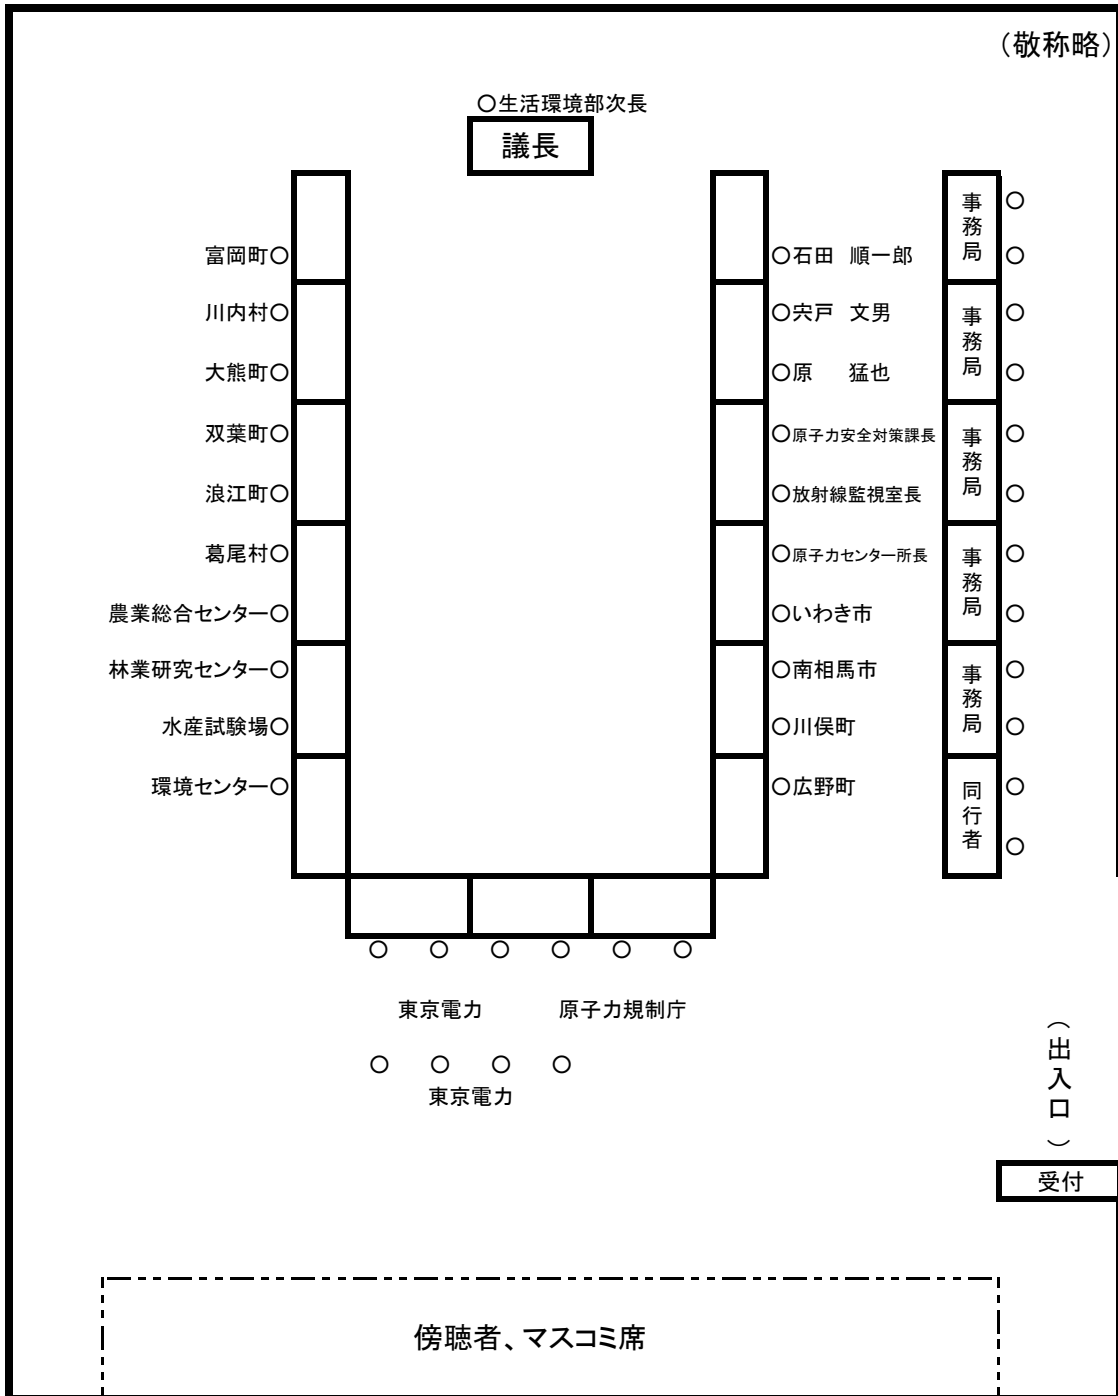 （敬称略）
○生活環境部次長
議長
富岡町○
川内村○
大熊町○
双葉町○
浪江町○
葛尾村○
農業総合センター○
林業研究センター○
水産試験場○
環境センター○
○石田　順一郎
○宍戸　文男
○原　　猛也
○原子力安全対策課長
○放射線監視室長
○原子力センター所長
○いわき市
○南相馬市
○川俣町
○広野町
事務局
事務局
事務局
事務局
事務局
同行者
東京電力
原子力規制庁
東京電力
（出入口）
受付
傍聴者、マスコミ席